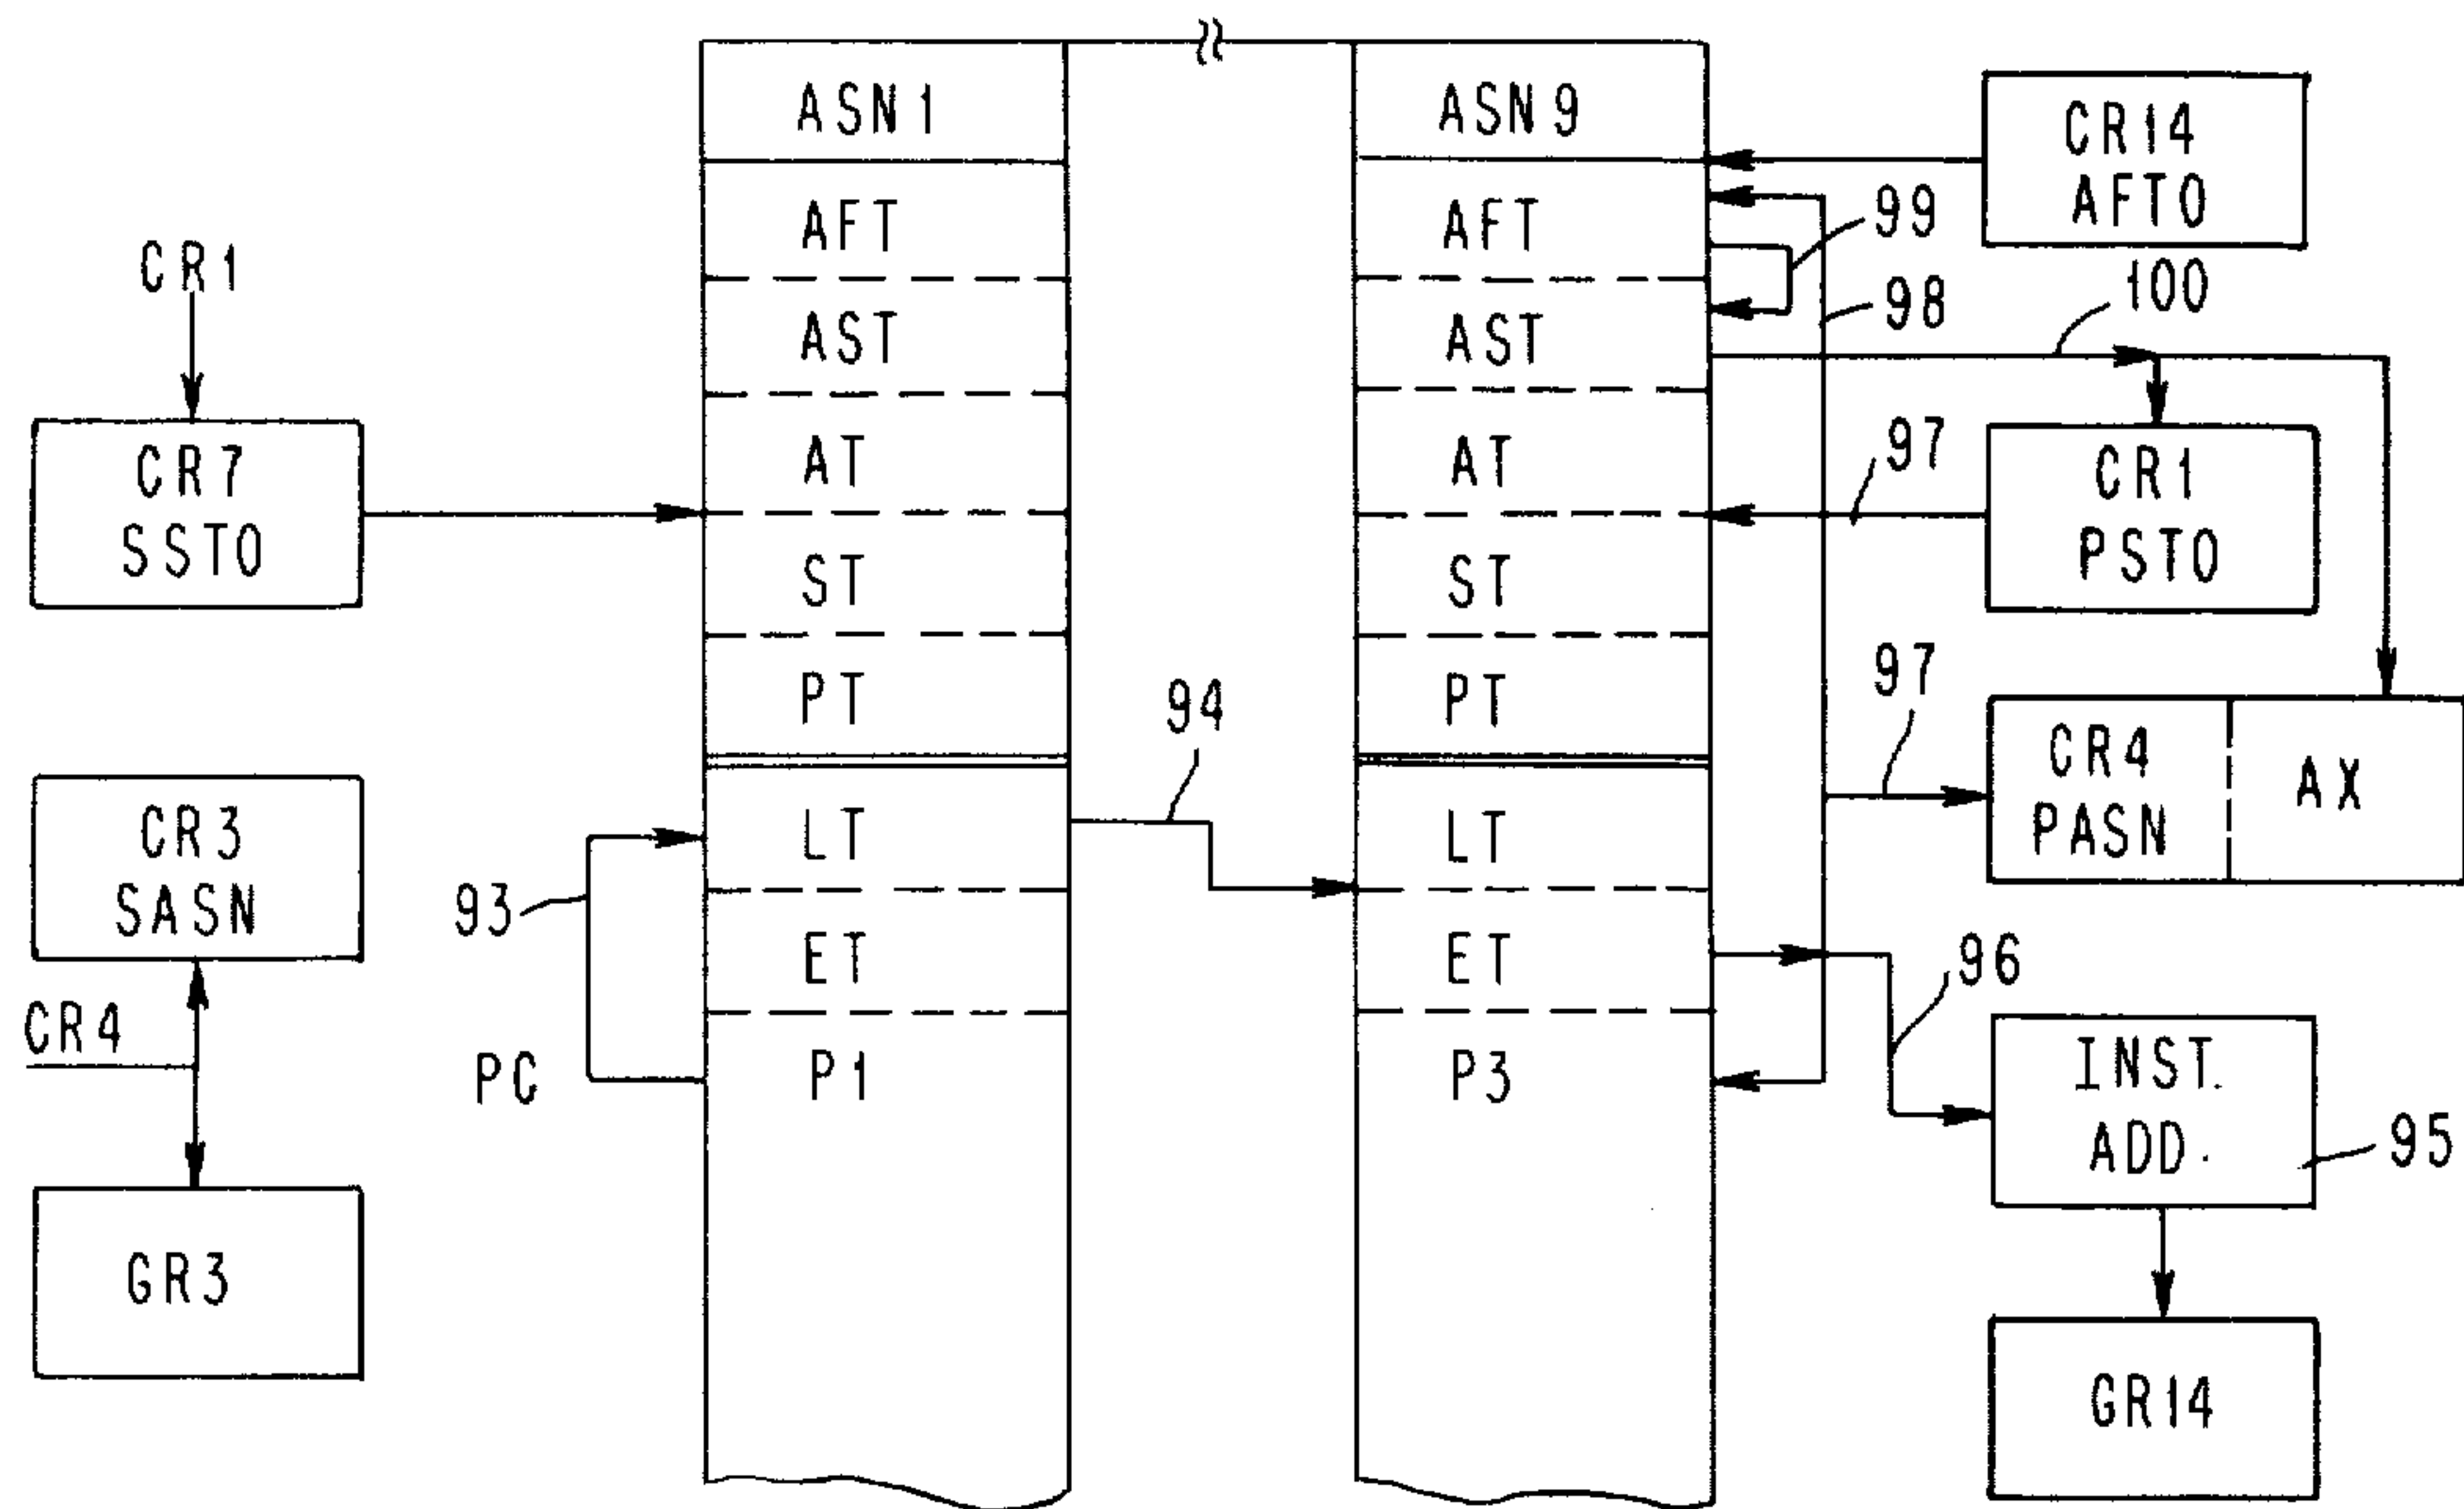 ASN1
AFT
AST
AT
ST
PT
LT
ET
P1
ASN9
AFT
AST
AT
ST
PT
LT
ET
P3
CR1
CR7
SSTO
CR3
SASN
CR4
GR3
PC
93
94
CR14
AFTO
99
98
100
97
CR1
PSTO
97
CR4
PASN
AX
96
INST.
ADD.
95
GR14